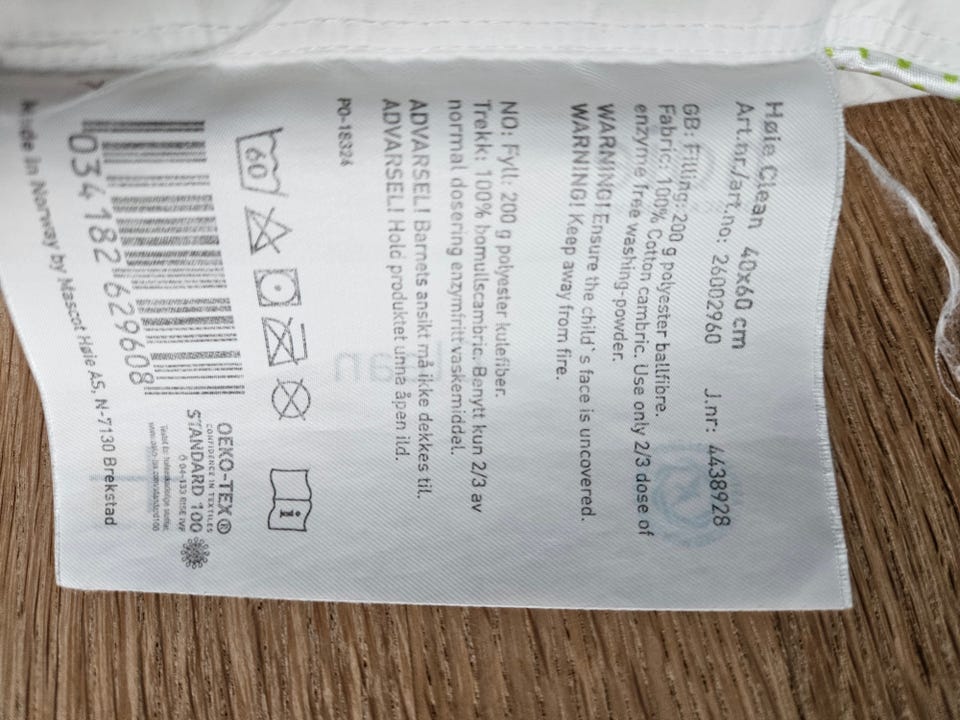 Høie Clean 40x60 cm
Art.nr/art.no: 26002960 J.nr: 4438928
GB: Filling: 200 g polyester ballfibre.
Fabric: 100% Cotton cambric. Use only 2/3 dose of
enzyme free washing-powder.
WARNING! Ensure the child`s face is uncovered.
WARNING! Keep away from fire.
NO: Fyll: 200 g polyester kulefiber.
Trekk: 100% bomullscambric. Benytt kun 2/3 av
normal dosering enzymfritt vaskemiddel.
ADVARSEL! Barnets ansikt må ikke dekkes til.
ADVARSEL! Hold produktet unna åpen ild.
PO-18324
60
i
034182 629608
OEKO-TEX®
CONFIDENCE IN TEXTILES
STANDARD 100
Made in Norway by Mascot Høie AS, N-7130 Brekstad